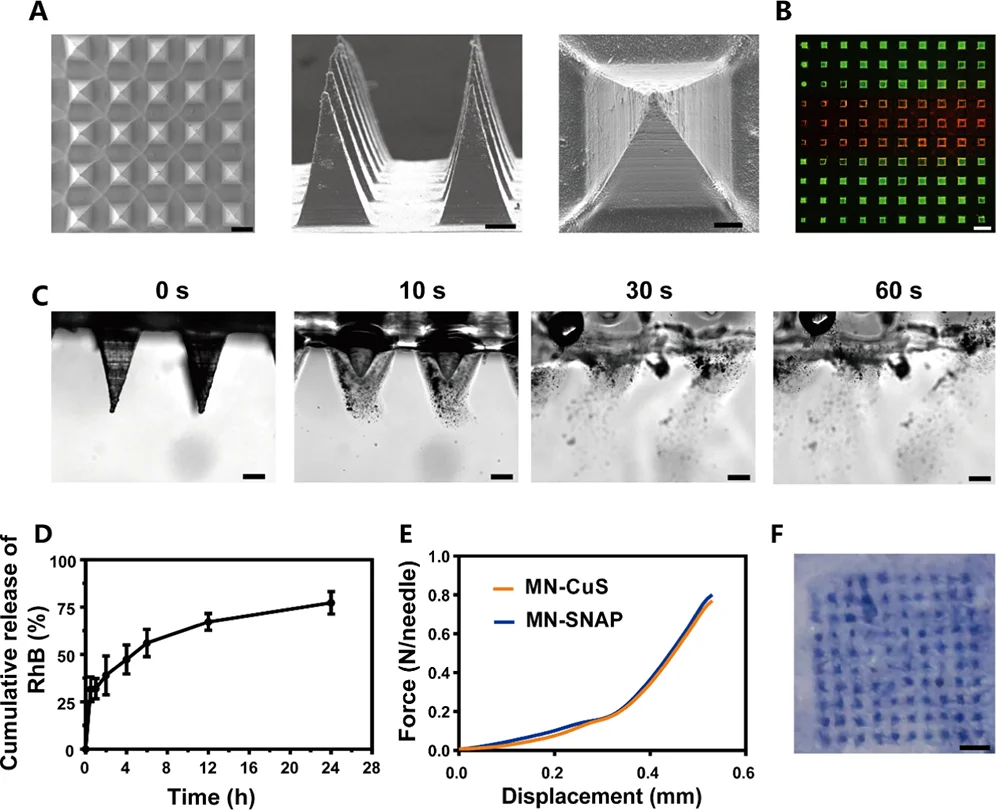 A
B
C
0 s
10 s
30 s
60 s
D
Cumulative release of
RhB (%)
100
75
50
25
0
0 4 8 12 16 20 24 28
Time (h)
E
Force (N/needle)
1.0
0.8
0.6
0.4
0.2
0.0
MN-CuS
MN-SNAP
0.0 0.2 0.4 0.6
Displacement (mm)
F